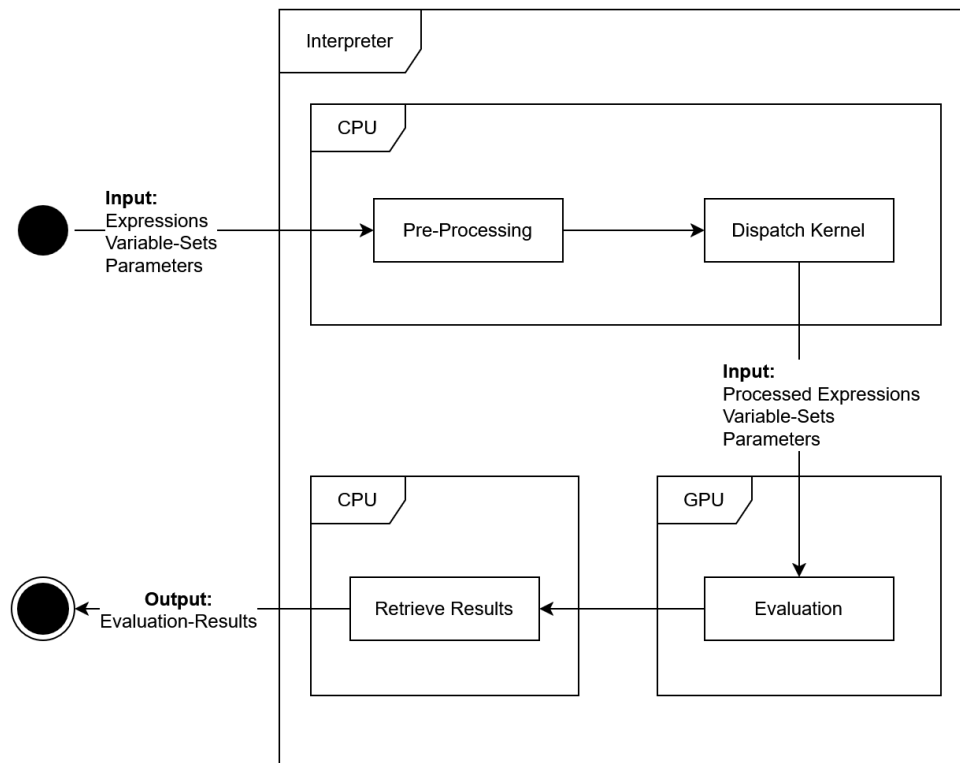 Interpreter
CPU
Input:
Expressions
Variable-Sets
Parameters
Pre-Processing
Dispatch Kernel
Input:
Processed Expressions
Variable-Sets
Parameters
CPU
GPU
Output:
Evaluation-Results
Retrieve Results
Evaluation